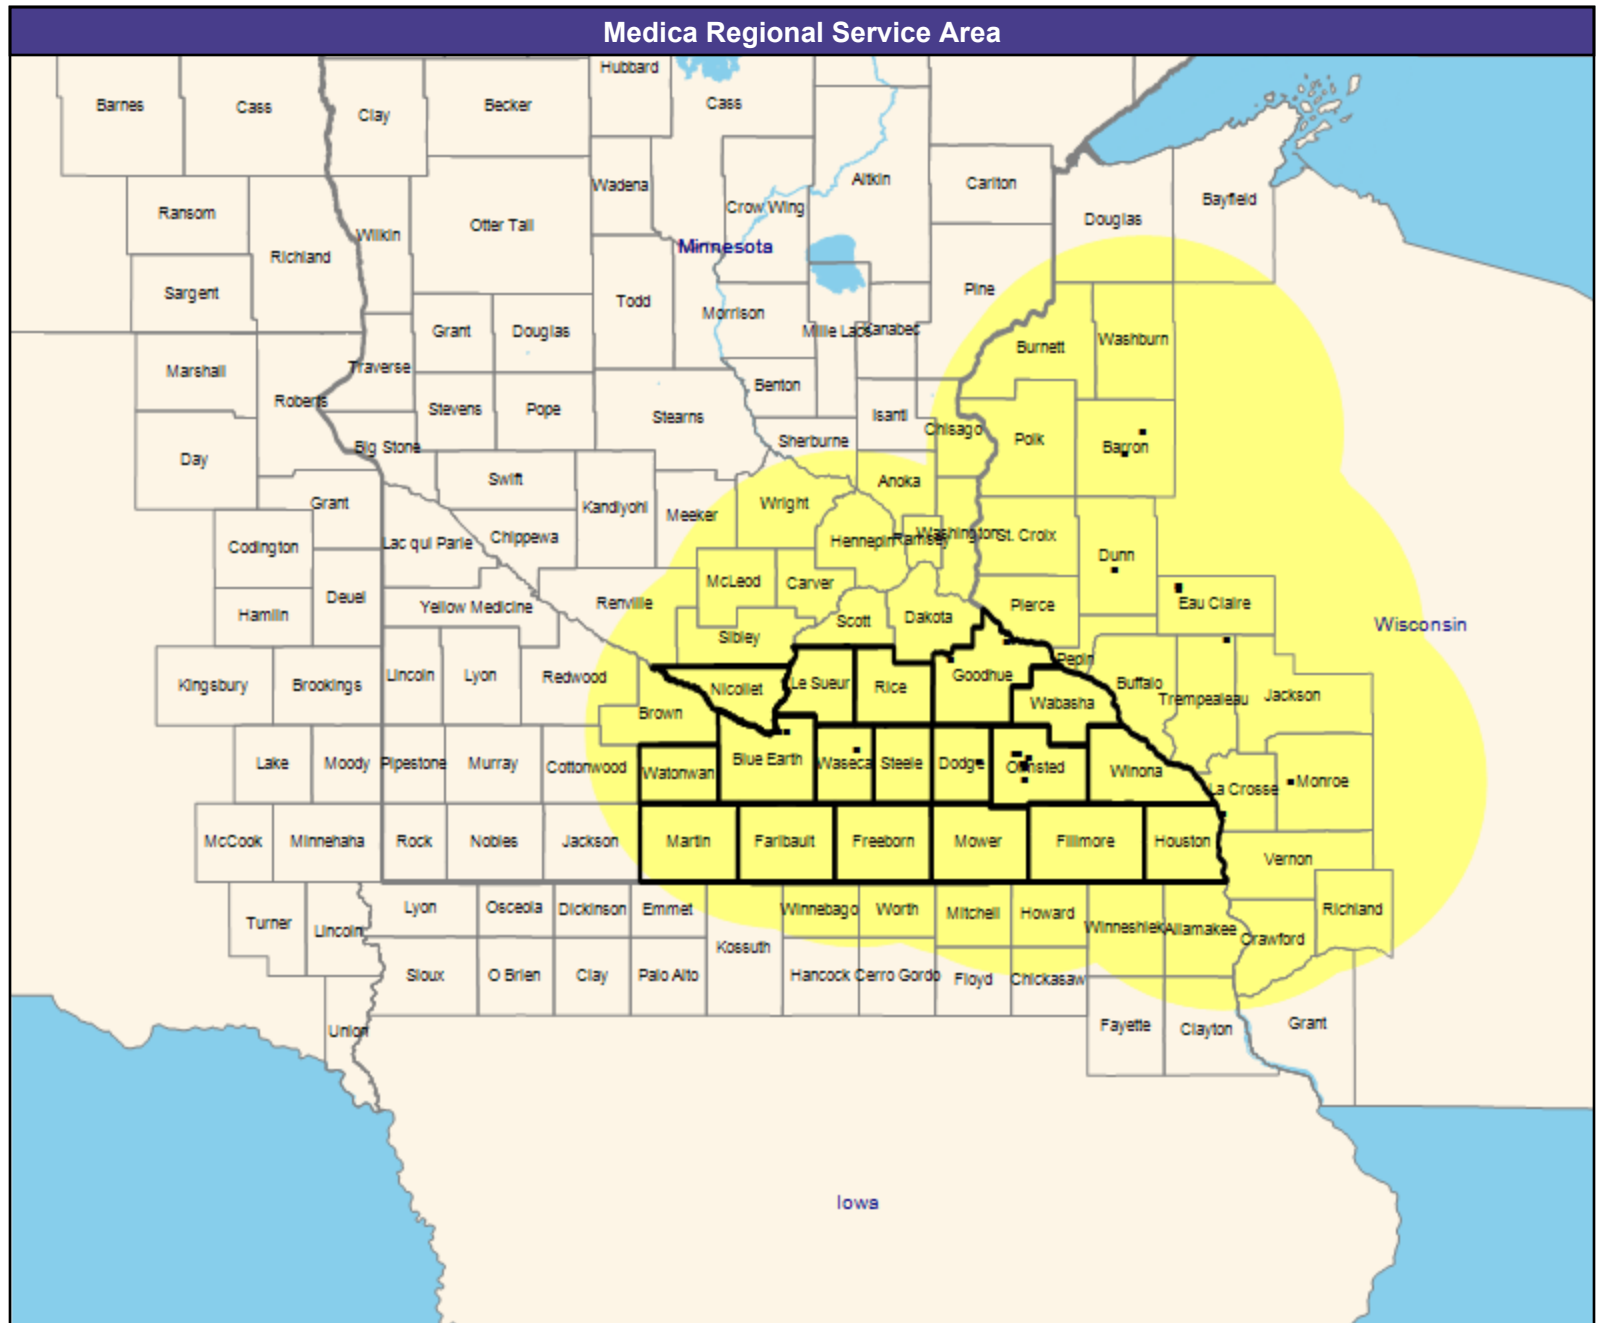 Medica Regional Service Area
Hubbard
Barnes
Cass
Clay
Becker
Cass
Wadena
Aitkin
Carlton
Crow Wing
Bayfield
Ransom
Otter Tail
Douglas
Wilkin
Minnesota
Richland
Sargent
Todd
Pine
Morrison
Grant
Douglas
Mille Lacs
Kanabec
Burnett
Washburn
Marshall
Traverse
Benton
Roberts
Stevens
Pope
Stearns
Isanti
Chisago
Polk
Barron
Big Stone
Sherburne
Day
Swift
Anoka
Grant
Kandiyohi
Meeker
Wright
Codington
Lac qui Parle
Chippewa
Hennepin
Ramsey
Washington
St. Croix
Dunn
McLeod
Carver
Deuel
Hamlin
Yellow Medicine
Renville
Scott
Dakota
Pierce
Eau Claire
Wisconsin
Sibley
Pepin
Kingsbury
Brookings
Lincoln
Lyon
Redwood
Nicollet
Le Sueur
Rice
Goodhue
Buffalo
Trempealeau
Jackson
Brown
Wabasha
Lake
Moody
Pipestone
Murray
Cottonwood
Watonwan
Blue Earth
Waseca
Steele
Dodge
Olmsted
Winona
La Crosse
Monroe
McCook
Minnehaha
Rock
Nobles
Jackson
Martin
Faribault
Freeborn
Mower
Fillmore
Houston
Vernon
Turner
Lincoln
Lyon
Osceola
Dickinson
Emmet
Winnebago
Worth
Mitchell
Howard
Winneshiek
Allamakee
Crawford
Richland
Kossuth
Sioux
O Brien
Clay
Palo Alto
Hancock
Cerro Gordo
Floyd
Chickasaw
Union
Fayette
Clayton
Grant
Iowa